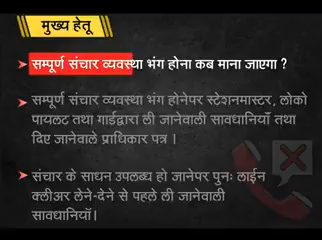 मुख्य हेतू
सम्पूर्ण संचार व्यवस्था भंग होना कब माना जाएगा ?
सम्पूर्ण संचार व्यवस्था भंग होनेपर स्टेशनमास्टर, लोको
पायलट तथा गार्डद्वारा ली जानेवाली सावधानियाँ तथा
दिए जानेवाले प्राधिकार पत्र ।
संचार के साधन उपलब्ध हो जानेपर पुनः लाईन
क्लीअर लेने-देने से पहले ली जानेवाली
सावधानियाँ।